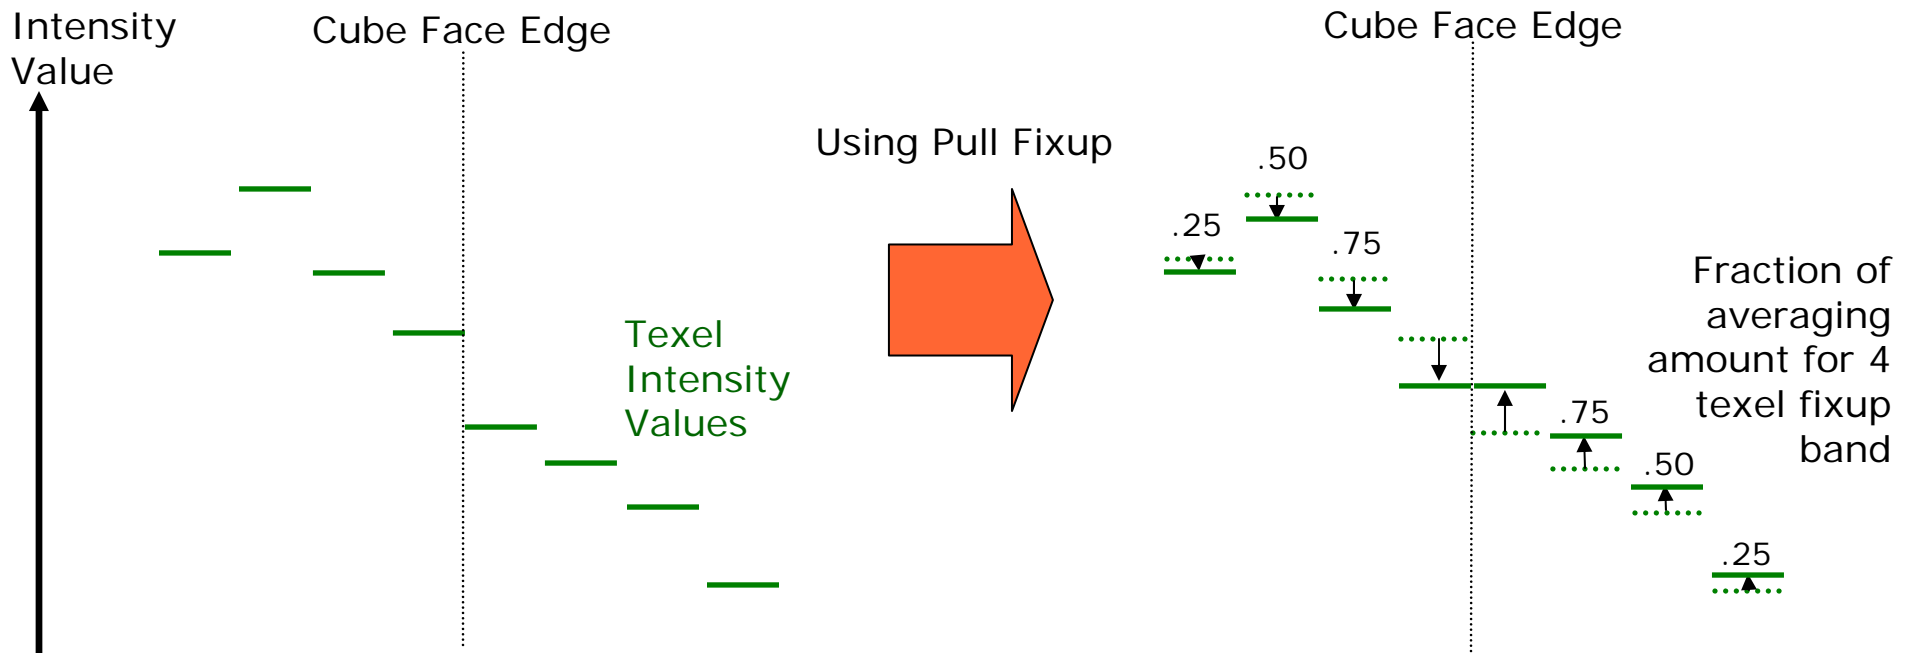 Intensity
Value
Cube Face Edge
Texel
Intensity
Values
Using Pull Fixup
Cube Face Edge
.25
.50
.75
.75
.50
.25
Fraction of
averaging
amount for 4
texel fixup
band